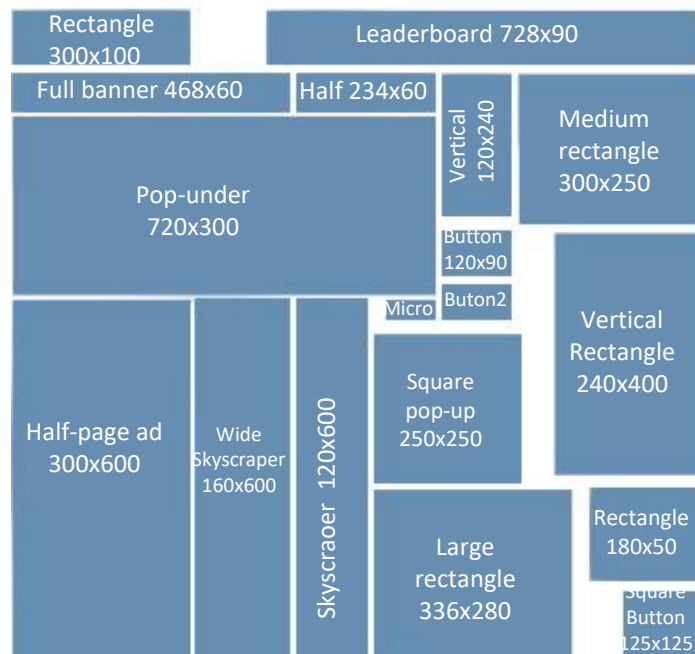 Rectangle
300x100
Leaderboard 728x90
Full banner 468x60
Half 234x60
Vertical
120x240
Medium
rectangle
300x250
Pop-under
720x300
Button
120x90
Buton2
Micro
Vertical
Rectangle
240x400
Half-page ad
300x600
Wide
Skyscraper
160x600
Skyscraoer 120x600
Square
pop-up
250x250
Large
rectangle
336x280
Rectangle
180x50
Square
Button
125x125